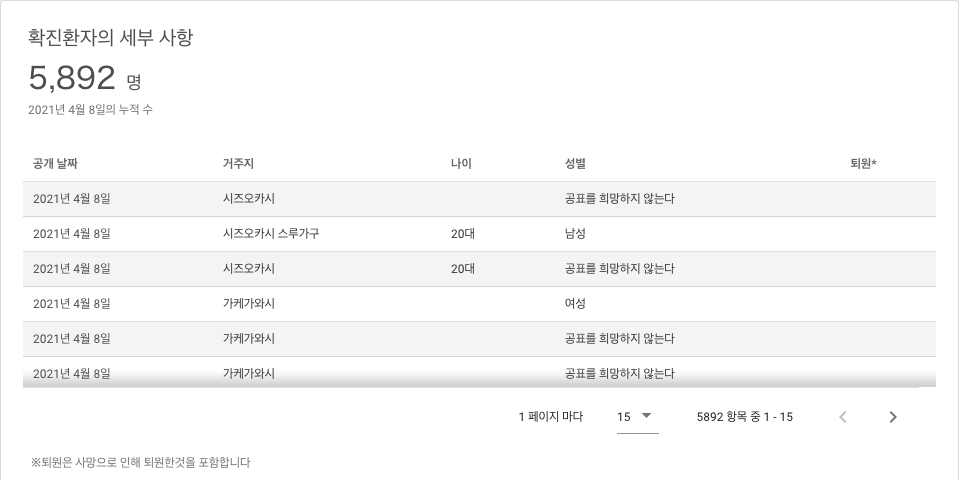 확진환자의 세부 사항
5,892 명
2021년 4월 8일의 누적 수
공개 날짜 거주지 나이 성별 퇴원*
2021년 4월 8일 시즈오카시 공표를 희망하지 않는다
2021년 4월 8일 시즈오카시 스루가구 20대 남성
2021년 4월 8일 시즈오카시 20대 공표를 희망하지 않는다
2021년 4월 8일 가케가와시 여성
2021년 4월 8일 가케가와시 공표를 희망하지 않는다
2021년 4월 8일 가케가와시 공표를 희망하지 않는다
1 페이지 마다 15 5892 항목 중 1 - 15
※퇴원은 사망으로 인해 퇴원한것을 포함합니다